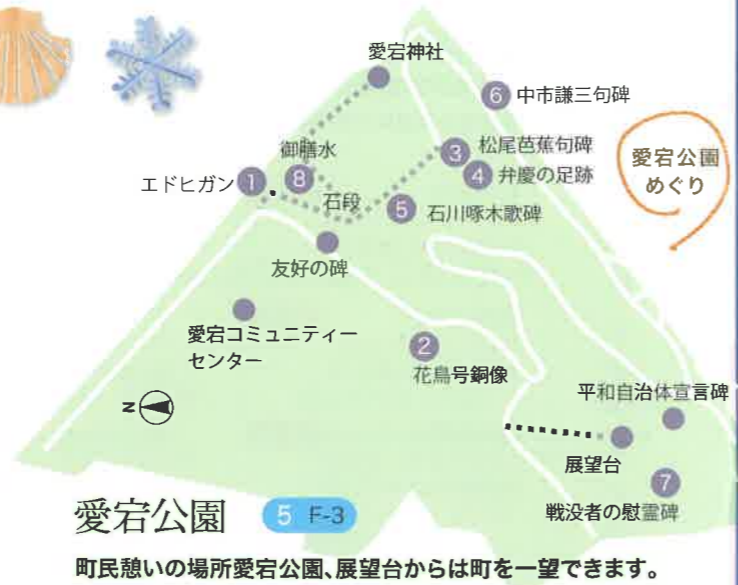 愛宕神社
⑥ 中市謙三句碑
愛宕公園
めぐり
御膳水
③ 松尾芭蕉句碑
④ 弁慶の足跡
エドヒガン ①
⑧
石段
⑤ 石川啄木歌碑
友好の碑
愛宕コミュニティー
センター
②
花鳥号銅像
N
平和自治体宣言碑
展望台
⑦
戦没者の慰霊碑
愛宕公園 5 F-3
町民憩いの場所愛宕公園、展望台からは町を一望できます。